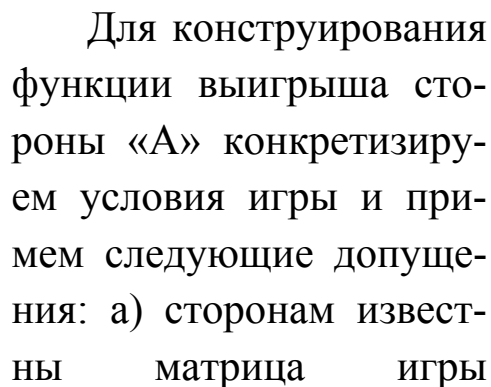 Для конструирования
функции выигрыша сто-
роны «А» конкретизиру-
ем условия игры и при-
мем следующие допуще-
ния: а) сторонам извест-
ны матрица игры